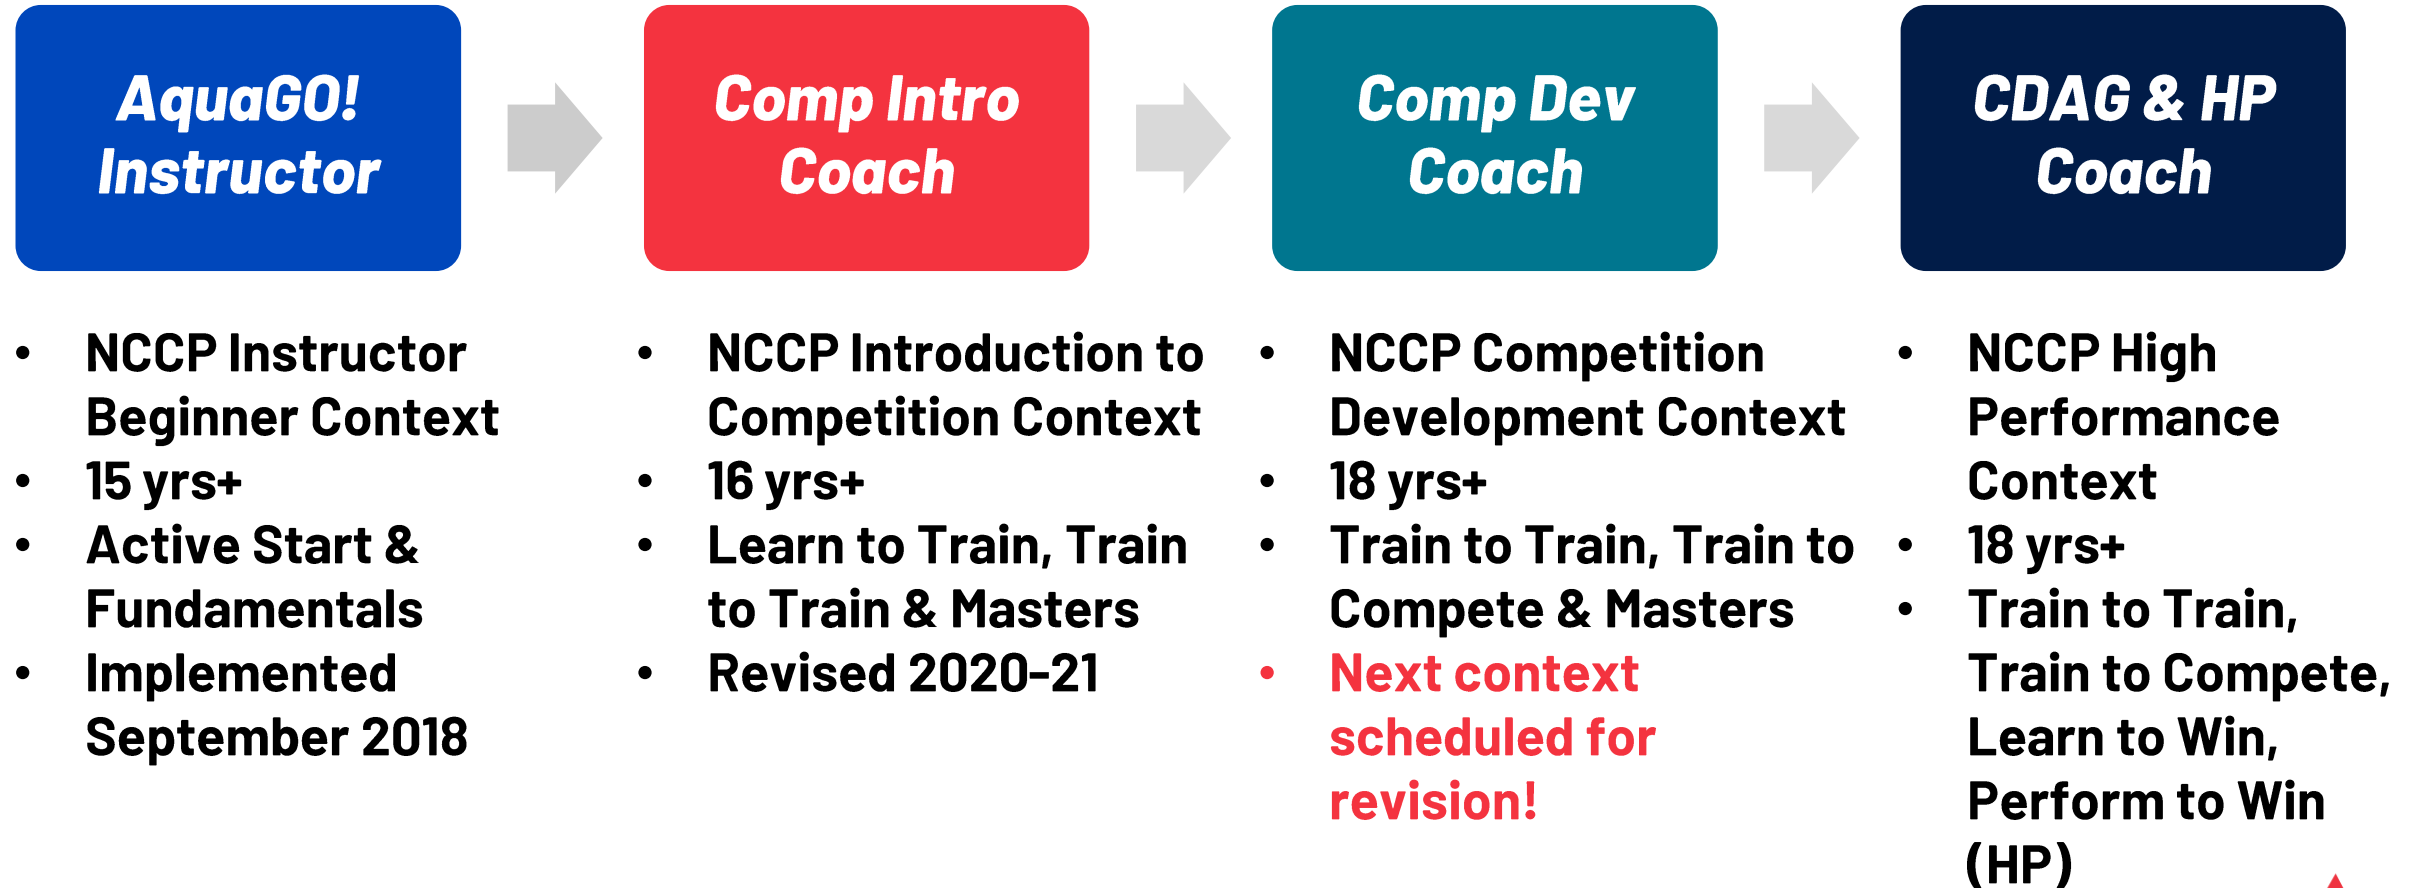 AquaGO!
Instructor
Comp Intro
Coach
Comp Dev
Coach
CDAG & HP
Coach
• NCCP Instructor
Beginner Context
• 15 yrs+
• Active Start &
Fundamentals
• Implemented
September 2018
• NCCP Introduction to
Competition Context
• 16 yrs+
• Learn to Train, Train
to Train & Masters
• Revised 2020-21
• NCCP Competition
Development Context
• 18 yrs+
• Train to Train, Train to
Compete & Masters
• Next context
scheduled for
revision!
• NCCP High
Performance
Context
• 18 yrs+
• Train to Train,
Train to Compete,
Learn to Win,
Perform to Win
(HP)